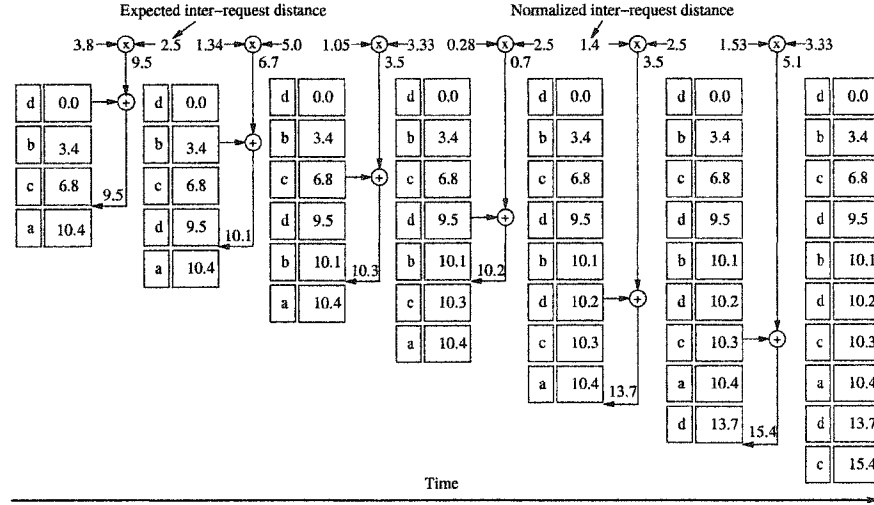 Expected inter-request distance
Normalized inter-request distance
3.8 x 2.5 1.34 x 5.0 1.05 x 3.33 0.28 x 2.5 1.4 x 2.5 1.53 x 3.33
9.5 6.7 3.5 0.7 3.5 5.1
d 0.0 +
b 3.4
c 6.8
9.5
a 10.4
d 0.0
b 3.4 +
c 6.8
d 9.5
10.1
a 10.4
d 0.0
b 3.4
c 6.8 +
d 9.5
b 10.1
10.3
a 10.4
d 0.0
b 3.4
c 6.8
d 9.5 +
b 10.1
10.2
c 10.3
a 10.4
d 0.0
b 3.4
c 6.8
d 9.5
b 10.1
d 10.2 +
c 10.3
a 10.4
13.7
d 0.0
b 3.4
c 6.8
d 9.5
b 10.1
d 10.2
c 10.3 +
a 10.4
d 13.7
15.4
d 0.0
b 3.4
c 6.8
d 9.5
b 10.1
d 10.2
c 10.3
a 10.4
d 13.7
c 15.4
Time